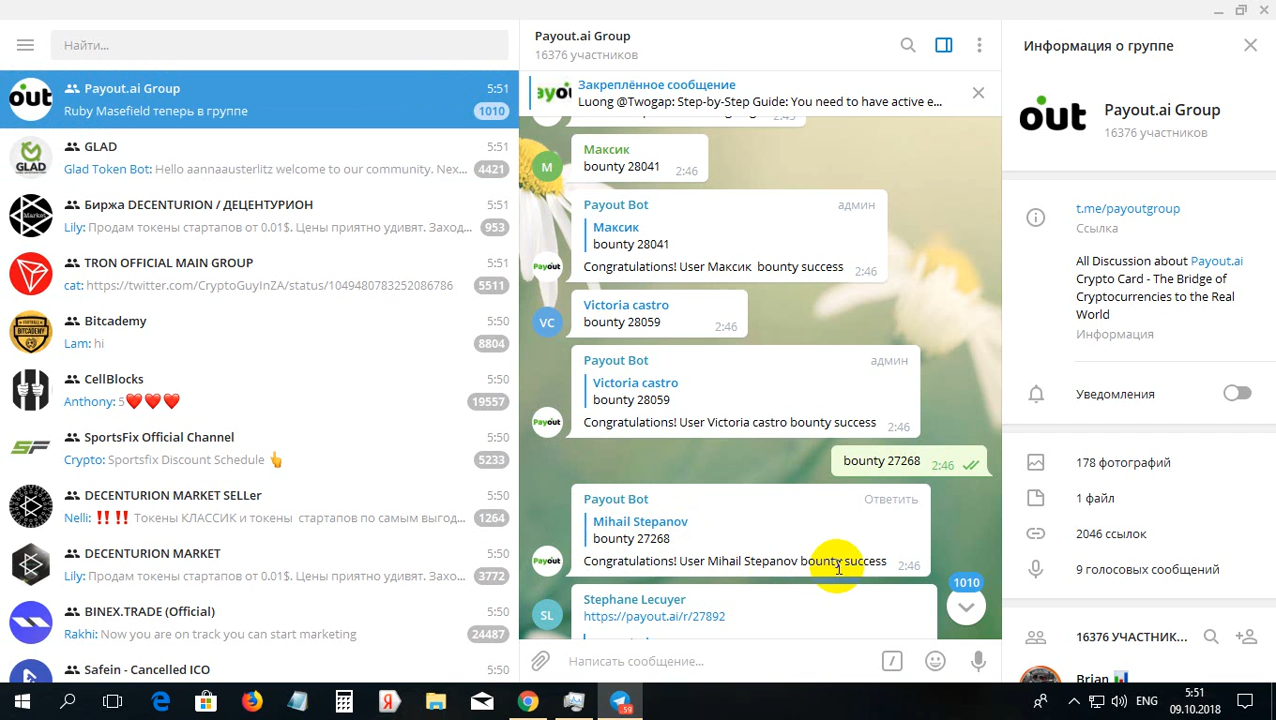 Найти...
Payout.ai Group
5:51
Ruby Masefield теперь в группе
1010
GLAD
5:51
Glad Token Bot: Hello aannaausterlitz welcome to our community. Nex...
4421
Биржа DECENTURION / ДЕЦЕНТУРИОН
5:51
Lily: Продам токены стартапов от 0.01$. Цены приятно удивят. Заход...
953
TRON OFFICIAL MAIN GROUP
5:51
cat: https://twitter.com/CryptoGuyInZA/status/1049480783252086786
5511
Bitcademy
5:50
Lam: hi
8804
CellBlocks
5:50
Anthony: 5❤️❤️❤️
19557
SportsFix Official Channel
5:50
Crypto: Sportsfix Discount Schedule 👆
5233
DECENTURION MARKET SELLer
5:50
Nelli: ‼️ ‼️ Токены КЛАССИК и токены стартапов по самым выгод...
1264
DECENTURION MARKET
5:50
Lily: Продам токены стартапов от 0.01$. Цены приятно удивят. Заход...
3772
BINEX.TRADE (Official)
5:50
Rakhi: Now you are on track you can start marketing
24487
Safein - Cancelled ICO
5:50
Payout.ai Group
16376 участников
Закреплённое сообщение
Luong @Twogap: Step-by-Step Guide: You need to have active e...
2:45
Максик
bounty 28041
2:46
Payout Bot
админ
Максик
bounty 28041
Congratulations! User Максик bounty success
2:46
Victoria castro
bounty 28059
2:46
Payout Bot
админ
Victoria castro
bounty 28059
Congratulations! User Victoria castro bounty success
2:46
bounty 27268
2:46
Payout Bot
Ответить
Mihail Stepanov
bounty 27268
Congratulations! User Mihail Stepanov bounty success
2:46
Stephane Lecuyer
https://payout.ai/r/27892
1010
Написать сообщение...
Информация о группе
out
Payout.ai Group
16376 участников
t.me/payoutgroup
Ссылка
All Discussion about Payout.ai
Crypto Card - The Bridge of
Cryptocurrencies to the Real
World
Информация
Уведомления
178 фотографий
1 файл
2046 ссылок
9 голосовых сообщений
16376 УЧАСТНИК...
Brian
ENG
5:51
09.10.2018